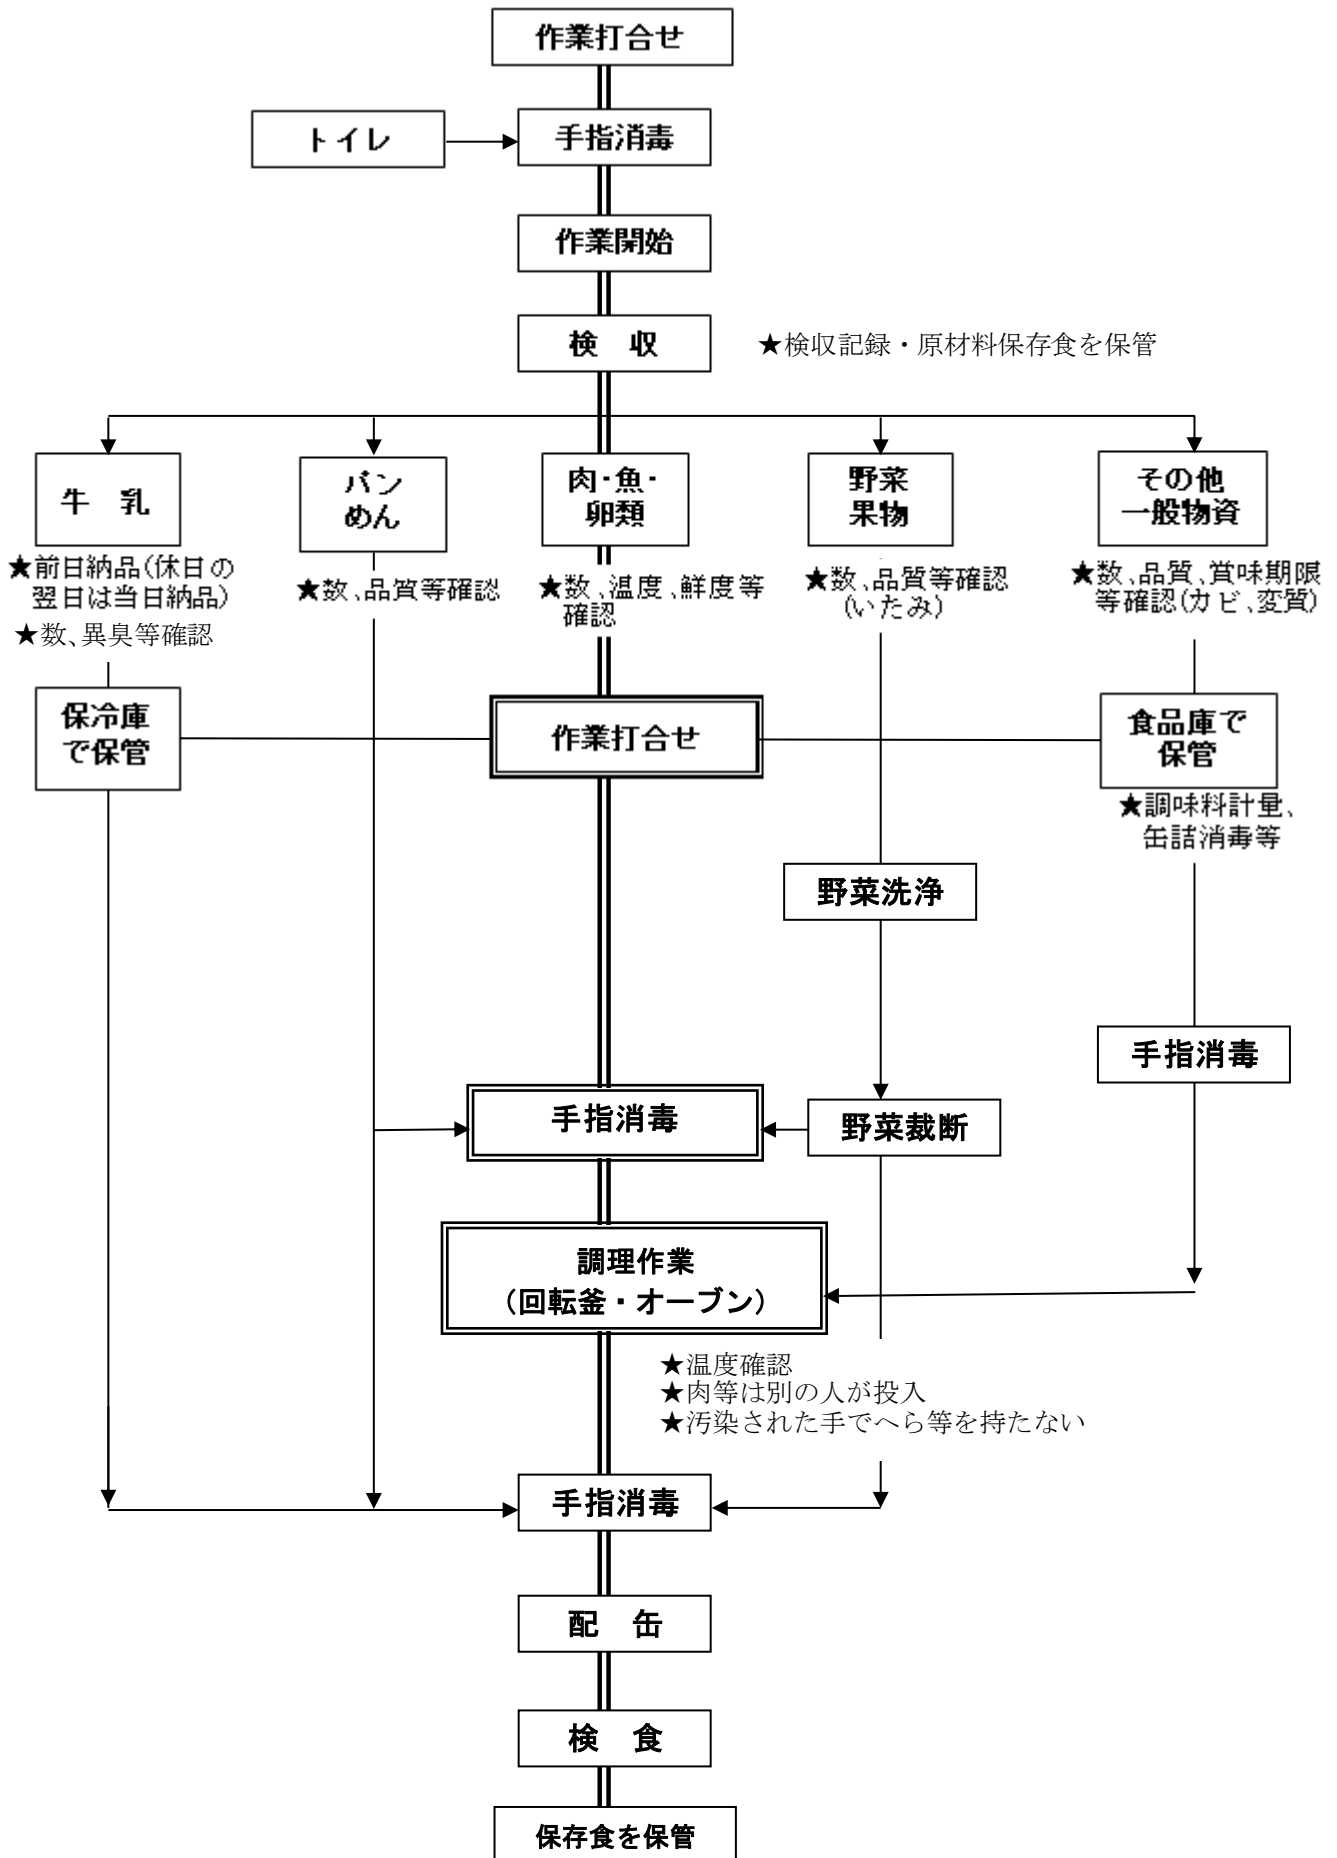 作業打合せ
トイレ
手指消毒
作業開始
検　収
★検収記録・原材料保存食を保管
牛　乳
パン
めん
肉・魚・
卵類
野菜
果物
その他
一般物資
★前日納品(休日の
翌日は当日納品)
★数、異臭等確認
★数、品質等確認
★数、温度、鮮度等
確認
★数、品質等確認
(いたみ)
★数、品質、賞味期限
等確認(カビ、変質)
保冷庫
で保管
作業打合せ
食品庫で
保管
★調味料計量、
缶詰消毒等
野菜洗浄
手指消毒
手指消毒
野菜裁断
調理作業
（回転釜・オーブン）
★温度確認
★肉等は別の人が投入
★汚染された手でへら等を持たない
手指消毒
配　缶
検　食
保存食を保管